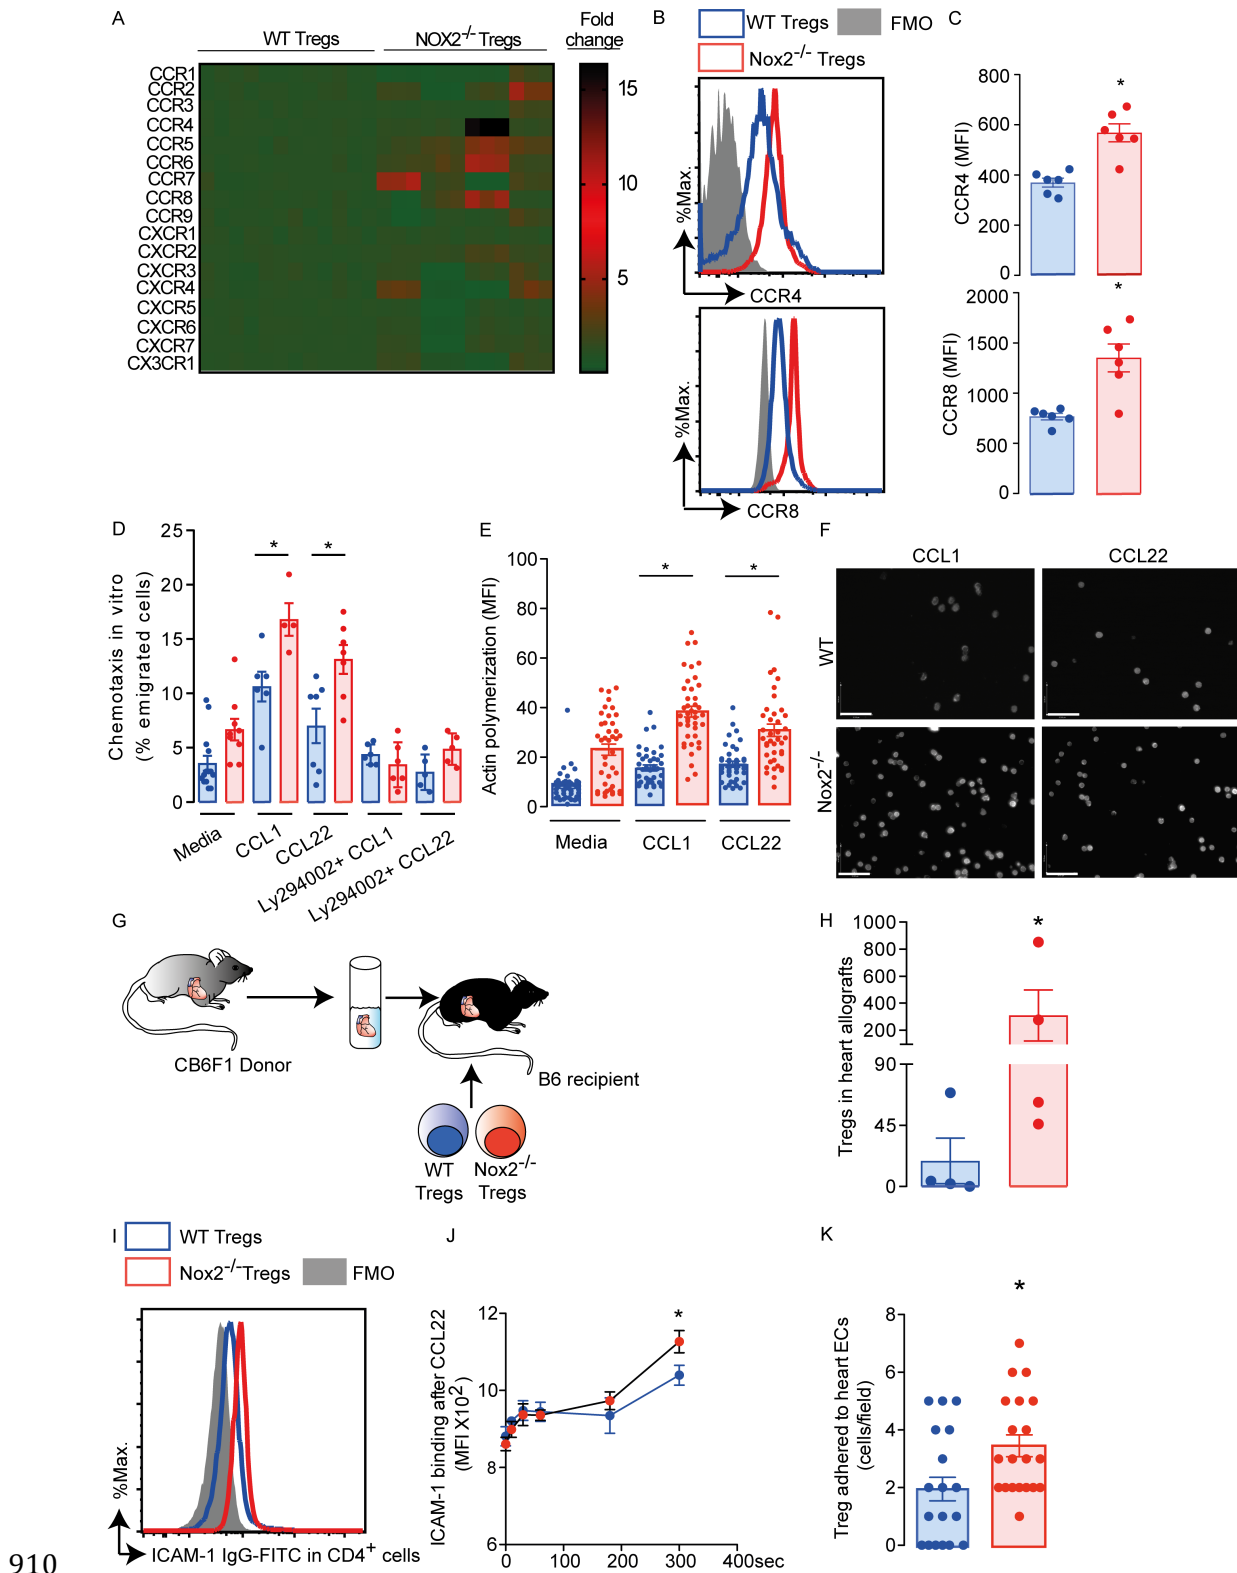 A
WT Tregs
NOX2-/- Tregs
Fold
change
CCR1
CCR2
CCR3
CCR4
CCR5
CCR6
CCR7
CCR8
CCR9
CXCR1
CXCR2
CXCR3
CXCR4
CXCR5
CXCR6
CXCR7
CX3CR1
15
10
5
B
WT Tregs
FMO
Nox2-/- Tregs
%Max.
CCR4
%Max.
CCR8
C
CCR4 (MFI)
800
600
400
200
0
*
CCR8 (MFI)
2000
1500
1000
500
0
*
D
Chemotaxis in vitro
(% emigrated cells)
25
20
15
10
5
0
*
*
Media
CCL1
CCL22
Ly294002+ CCL1
Ly294002+ CCL22
E
Actin polymerization (MFI)
100
80
60
40
20
0
*
*
Media
CCL1
CCL22
F
CCL1
CCL22
WT
Nox2-/-
G
CB6F1 Donor
B6 recipient
WT
Tregs
Nox2-/-
Tregs
H
Tregs in heart allografts
1000
800
600
400
200
90
45
0
*
I
WT Tregs
Nox2-/-Tregs
FMO
%Max.
ICAM-1 IgG-FITC in CD4+ cells
J
ICAM-1 binding after CCL22
(MFI X102)
12
10
8
6
*
0
100
200
300
400sec
K
Treg adhered to heart ECs
(cells/field)
8
6
4
2
0
*
910